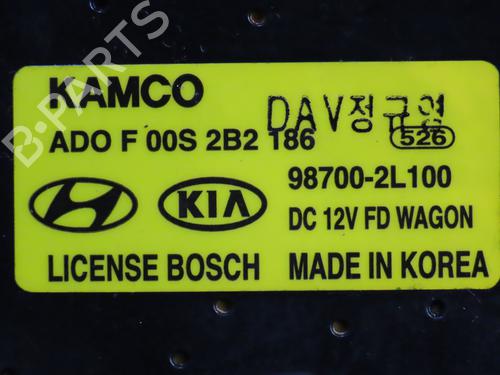 KAMCO
DAV정규영
ADO F 00S 2B2 186
526
98700-2L100
KIA
DC 12V FD WAGON
LICENSE BOSCH
MADE IN KOREA
B-PARTS